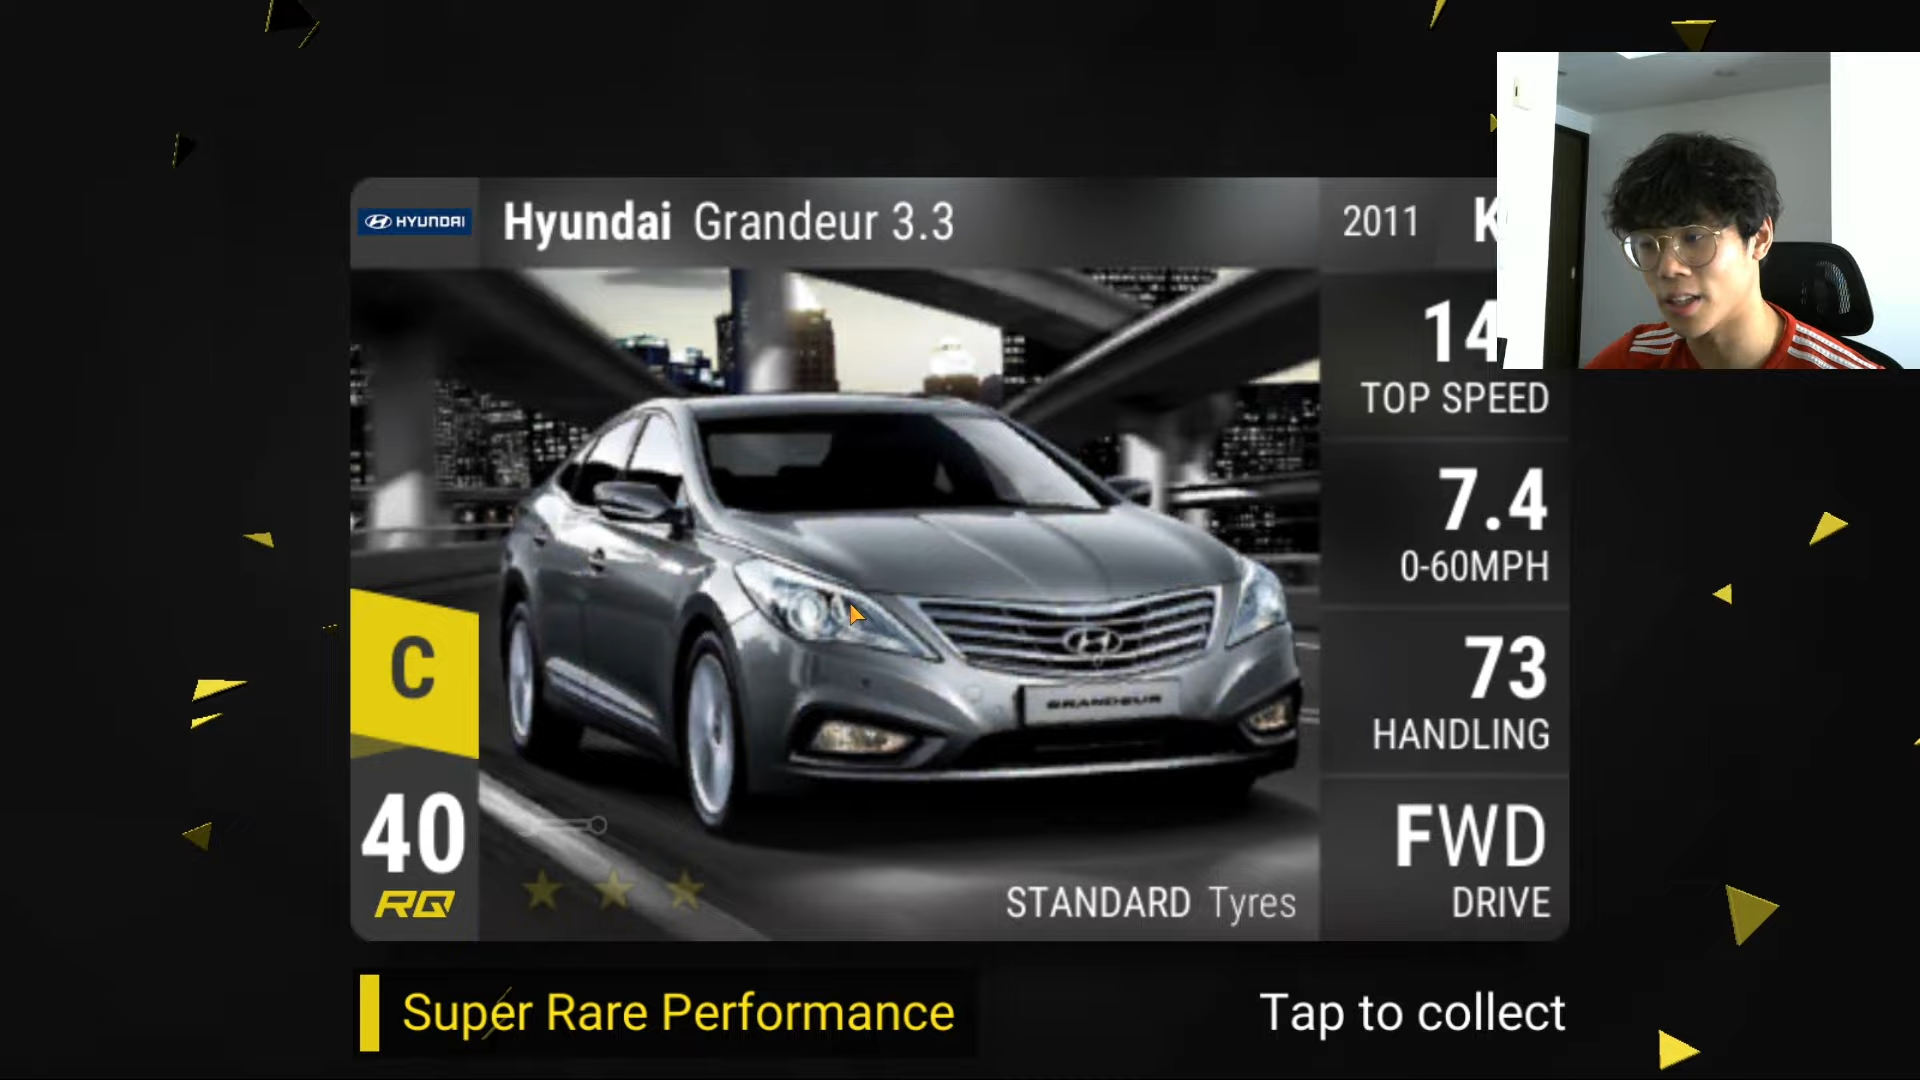 HYUNDAI
Hyundai Grandeur 3.3
2011
TOP SPEED
7.4
0-60MPH
73
HANDLING
FWD
DRIVE
C
40
RQ
GRANDEUR
STANDARD Tyres
Super Rare Performance
Tap to collect